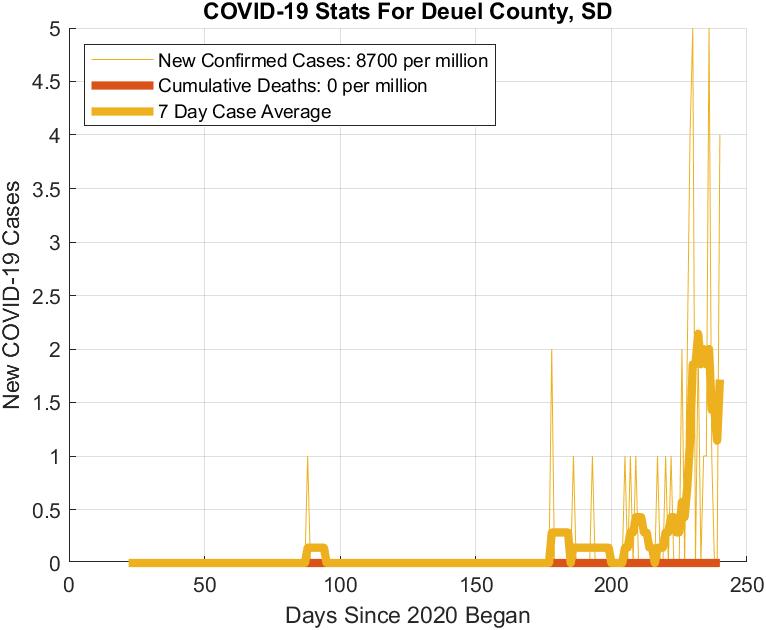 COVID-19 Stats For Deuel County, SD
New Confirmed Cases: 8700 per million
Cumulative Deaths: 0 per million
7 Day Case Average
New COVID-19 Cases
5
4.5
4
3.5
3
2.5
2
1.5
1
0.5
0
0 50 100 150 200 250
Days Since 2020 Began